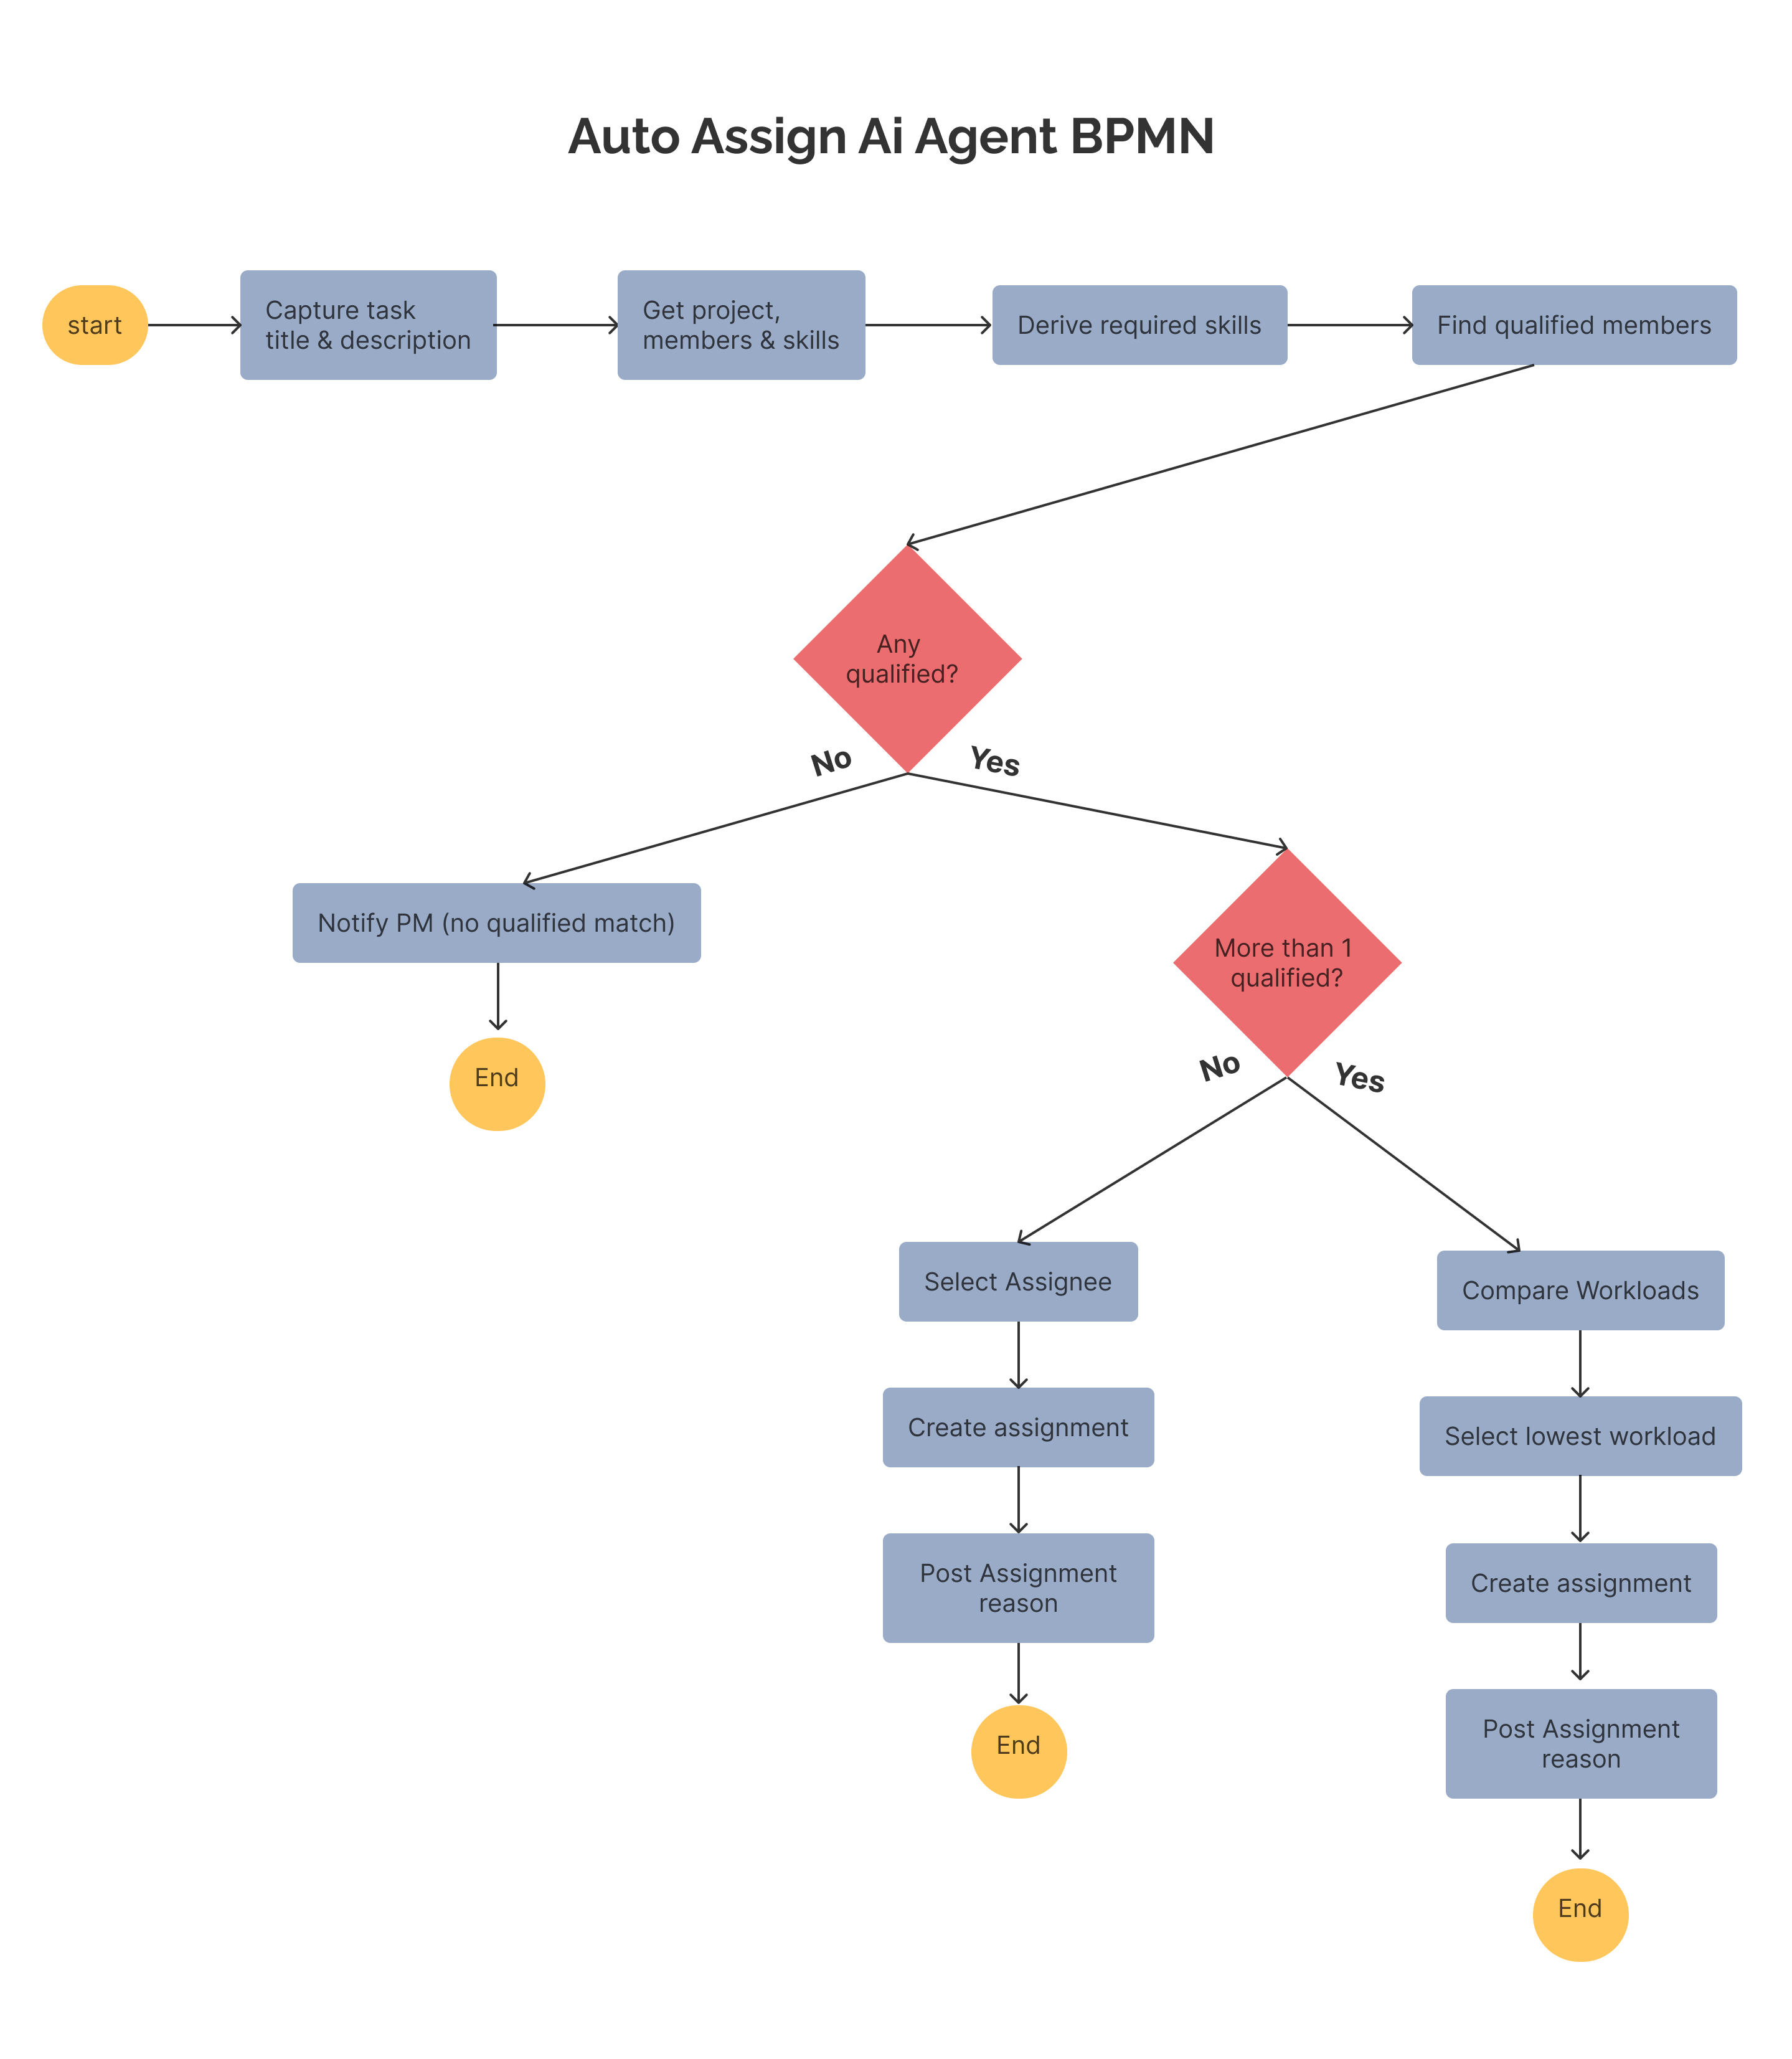 Auto Assign Ai Agent BPMN
start
Capture task
title & description
Get project,
members & skills
Derive required skills
Find qualified members
Any
qualified?
No
Yes
Notify PM (no qualified match)
End
More than 1
qualified?
No
Yes
Select Assignee
Create assignment
Post Assignment
reason
End
Compare Workloads
Select lowest workload
Create assignment
Post Assignment
reason
End